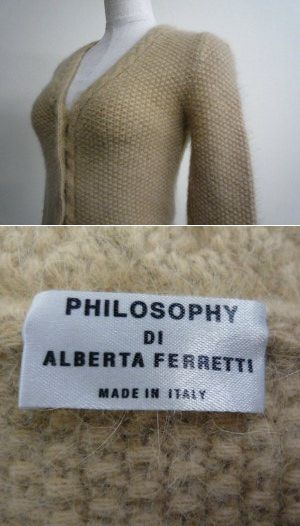 PHILOSOPHY
DI
ALBERTA FERRETTI
MADE IN ITALY